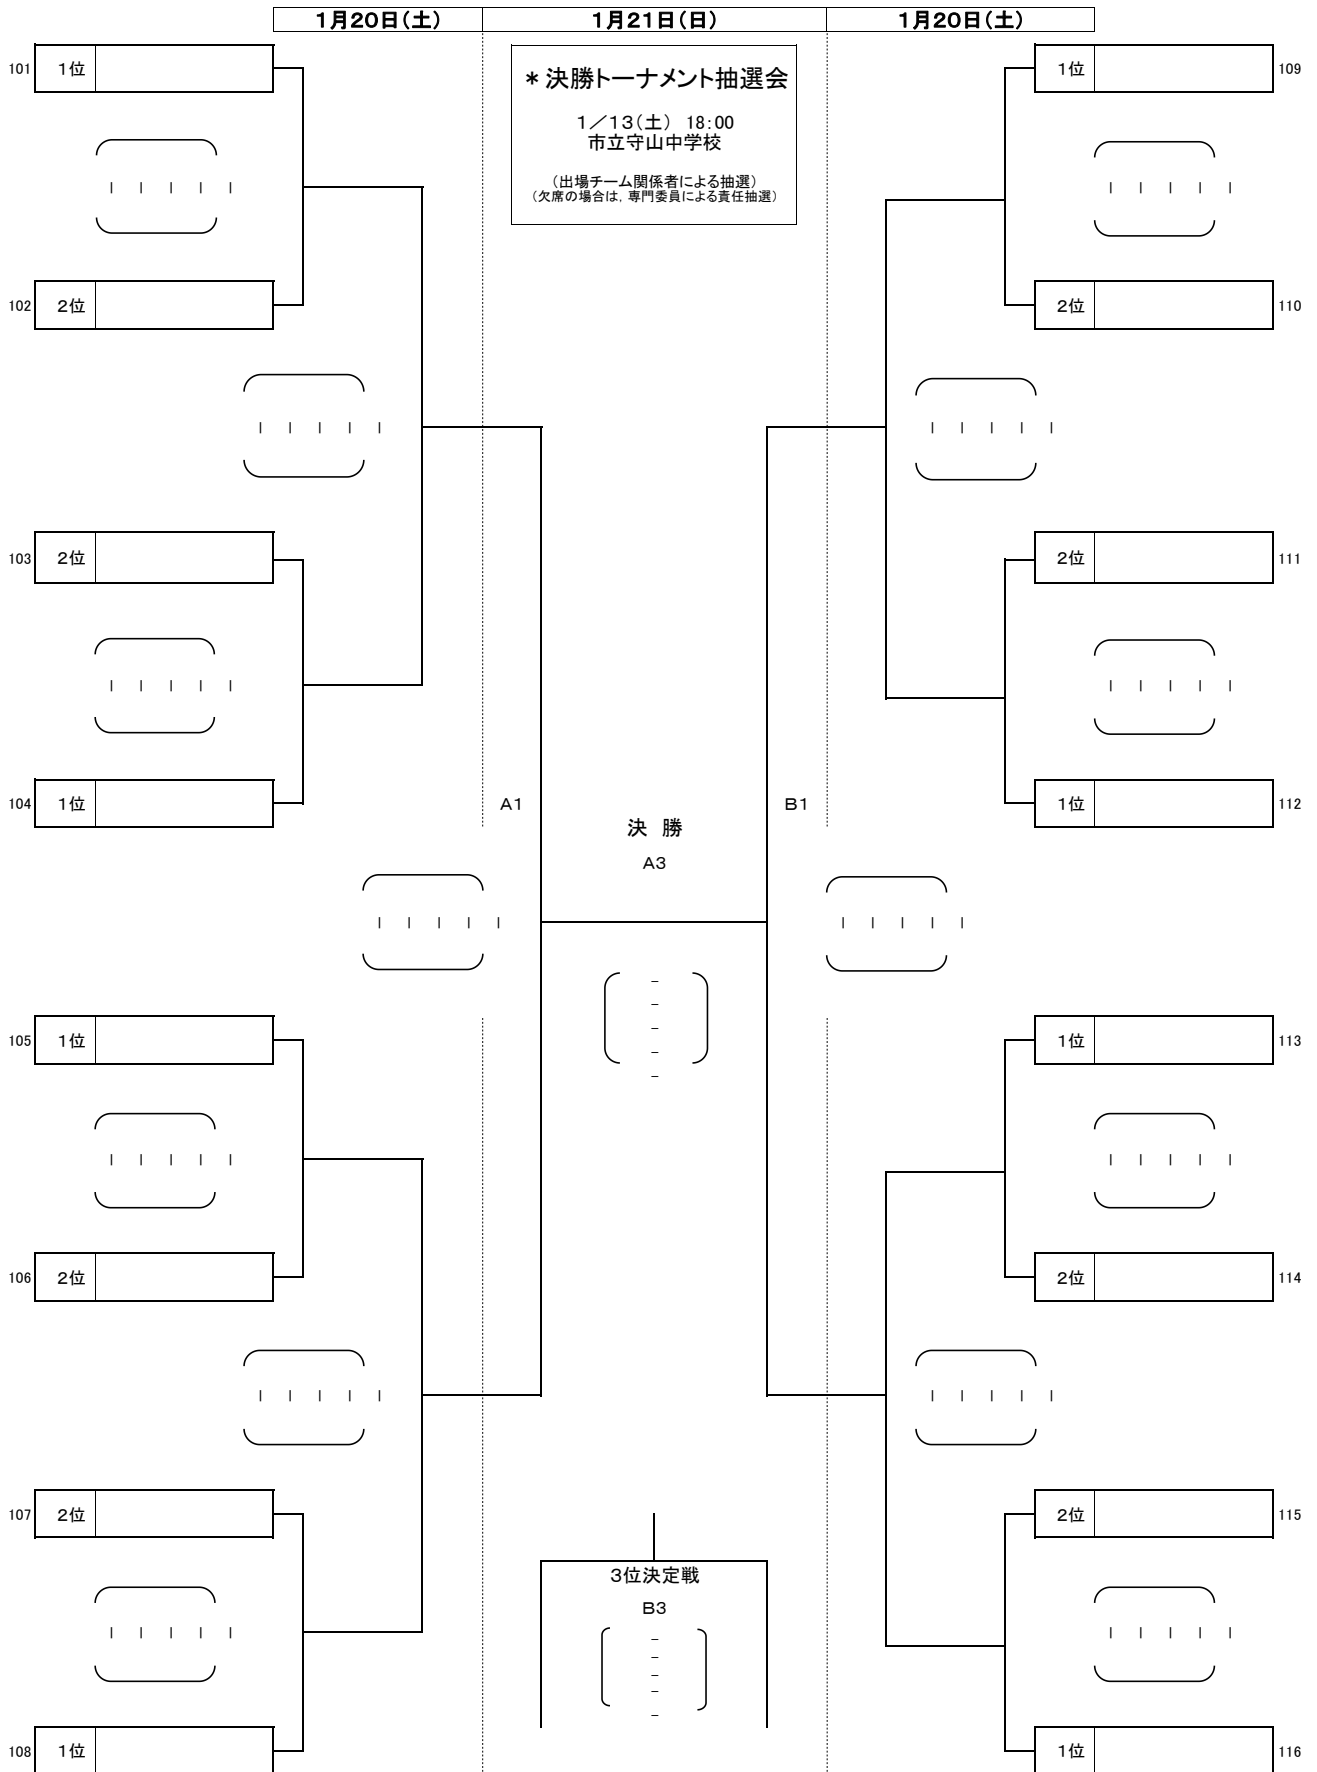 1月20日(土) 1月21日(日) 1月20日(土)
101 1位
1位 109
*決勝トーナメント抽選会
1/13(土) 18:00
市立守山中学校
(出場チーム関係者による抽選)
(欠席の場合は,専門委員による責任抽選)
102 2位
2位 110
103 2位
2位 111
104 1位
A1
B1
1位 112
決 勝
A3
105 1位
1位 113
106 2位
2位 114
107 2位
2位 115
3位決定戦
B3
108 1位
1位 116